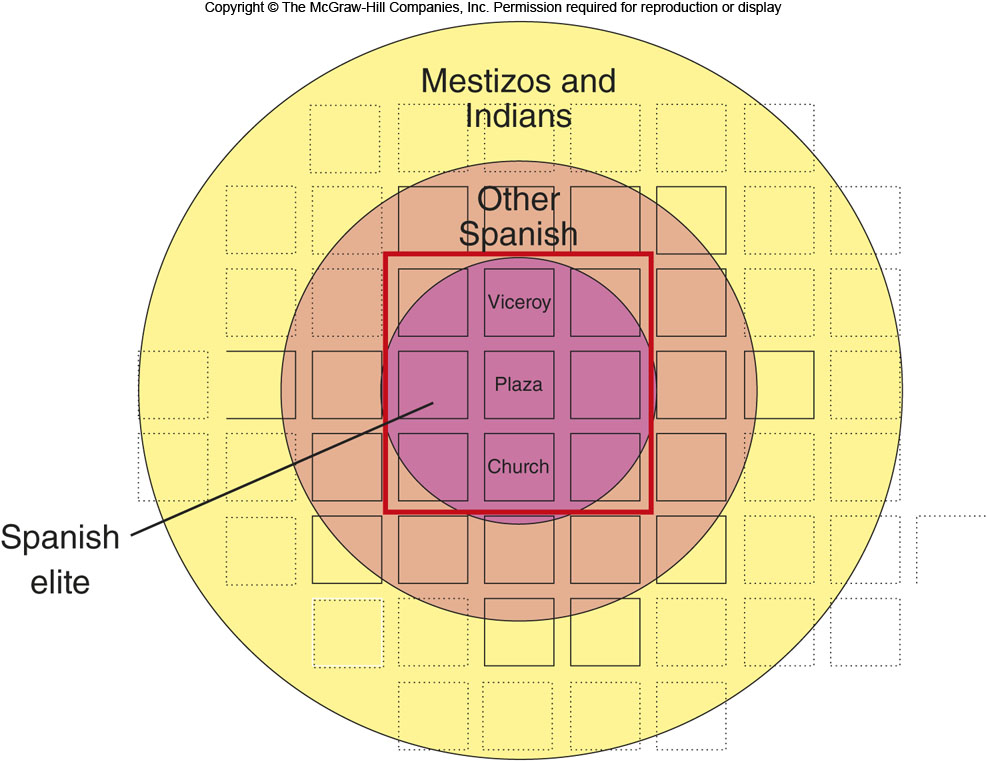 Copyright © The McGraw-Hill Companies, Inc. Permission required for reproduction or display
Mestizos and
Indians
Other
Spanish
Viceroy
Plaza
Church
Spanish
elite